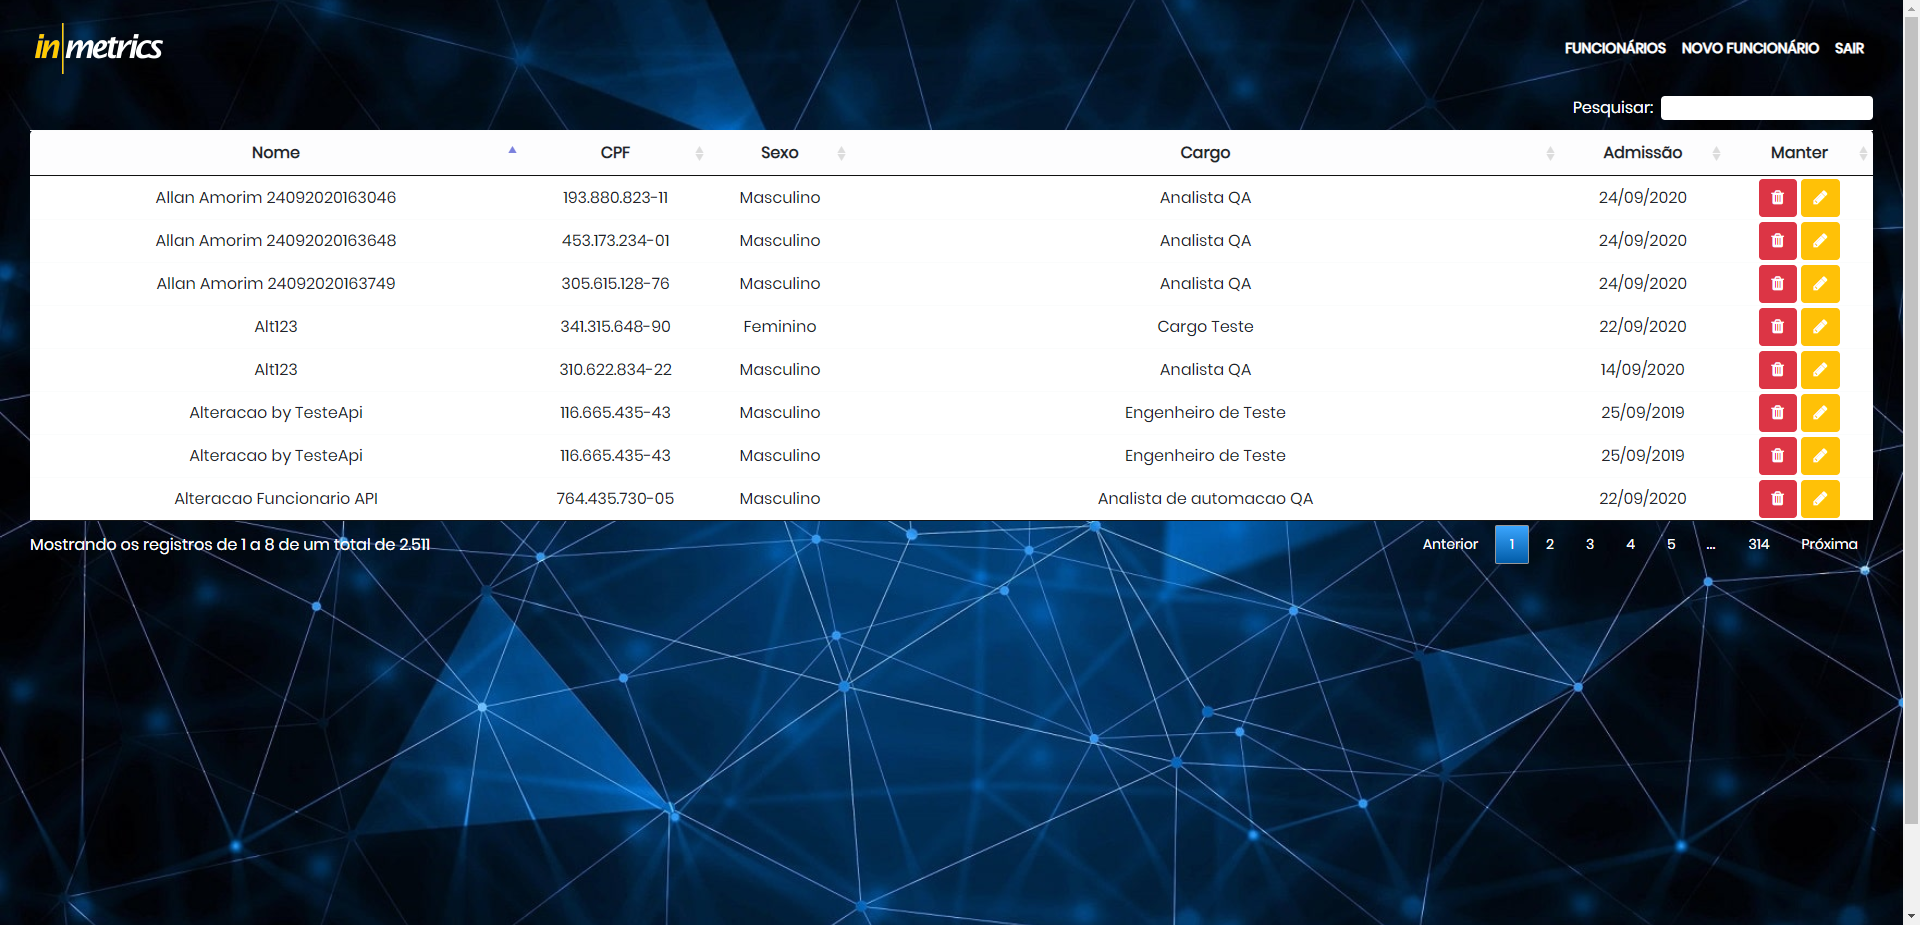 inmetrics
FUNCIONÁRIOS NOVO FUNCIONÁRIO SAIR
Pesquisar:
Nome CPF Sexo Cargo Admissão Manter
Allan Amorim 24092020163046 193.880.823-11 Masculino Analista QA 24/09/2020
Allan Amorim 24092020163648 453.173.234-01 Masculino Analista QA 24/09/2020
Allan Amorim 24092020163749 305.615.128-76 Masculino Analista QA 24/09/2020
Alt123 341.315.648-90 Feminino Cargo Teste 22/09/2020
Alt123 310.622.834-22 Masculino Analista QA 14/09/2020
Alteracao by TesteApi 116.665.435-43 Masculino Engenheiro de Teste 25/09/2019
Alteracao by TesteApi 116.665.435-43 Masculino Engenheiro de Teste 25/09/2019
Alteracao Funcionario API 764.435.730-05 Masculino Analista de automacao QA 22/09/2020
Mostrando os registros de 1 a 8 de um total de 2.511 Anterior 1 2 3 4 5 ... 314 Próxima